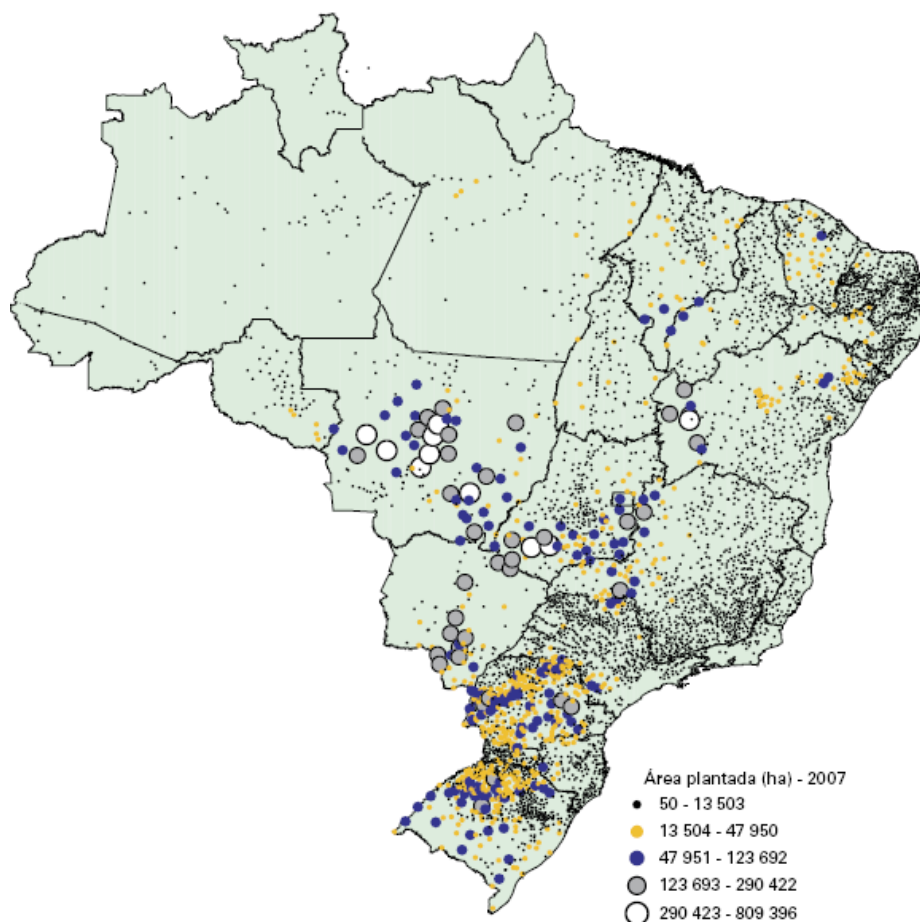 Área plantada (ha) - 2007
50 - 13 503
13 504 - 47 950
47 951 - 123 692
123 693 - 290 422
290 423 - 809 396